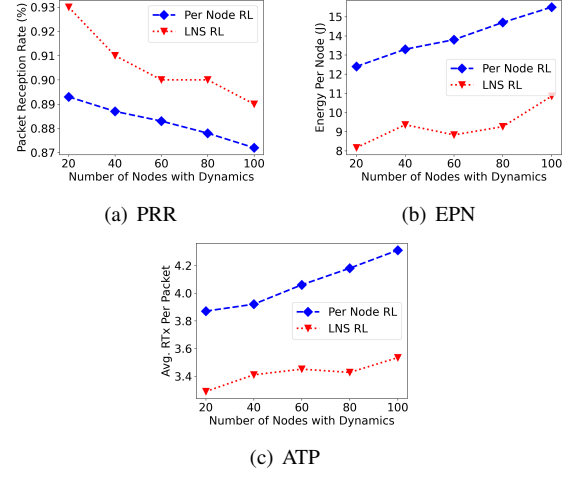 0.93
0.92
0.91
0.90
0.89
0.88
0.87
Packet Reception Rate (%)
Per Node RL
LNS RL
20 40 60 80 100
Number of Nodes with Dynamics
(a) PRR
15
14
13
12
11
10
9
8
Energy Per Node (J)
Per Node RL
LNS RL
20 40 60 80 100
Number of Nodes with Dynamics
(b) EPN
4.2
4.0
3.8
3.6
3.4
Avg. RTx Per Packet
Per Node RL
LNS RL
20 40 60 80 100
Number of Nodes with Dynamics
(c) ATP